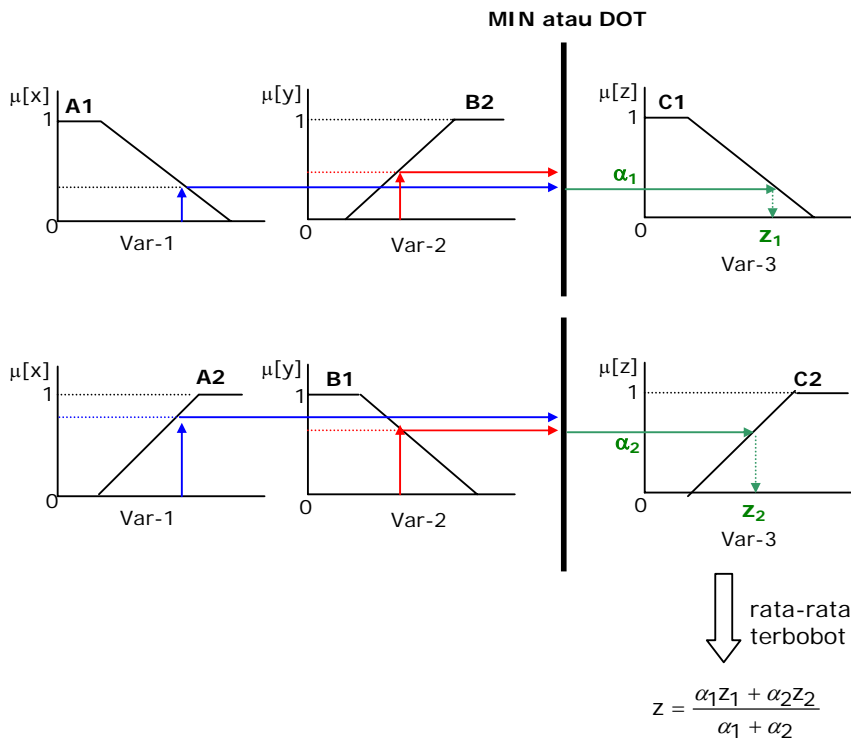 MIN atau DOT
μ[x]
A1
1
0
Var-1
μ[y]
B2
1
0
Var-2
μ[z]
C1
1
α1
0
z1
Var-3
μ[x]
A2
1
0
Var-1
μ[y]
B1
1
0
Var-2
μ[z]
C2
1
α2
0
z2
Var-3
rata-rata
terbobot
z = (α1z1 + α2z2) / (α1 + α2)